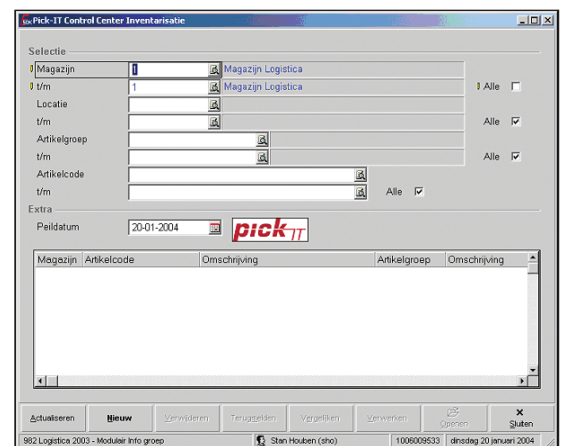 Pick-IT Control Center Inventarisatie
Selectie
Magazijn 1 Magazijn Logistica
t/m 1 Magazijn Logistica Alle
Locatie
t/m Alle
Artikelgroep
t/m Alle
Artikelcode
t/m Alle
Extra
Peildatum 20-01-2004 pick IT
Magazijn Artikelcode Omschrijving Artikelgroep Omschrijving
Actualiseren Nieuw Verwijderen Terugmelden Vergelijken Verwerken Openen Sluiten
982 Logistica 2003 - Modulair Info groep Stan Houben (sho) 1006009533 dinsdag 20 januari 2004